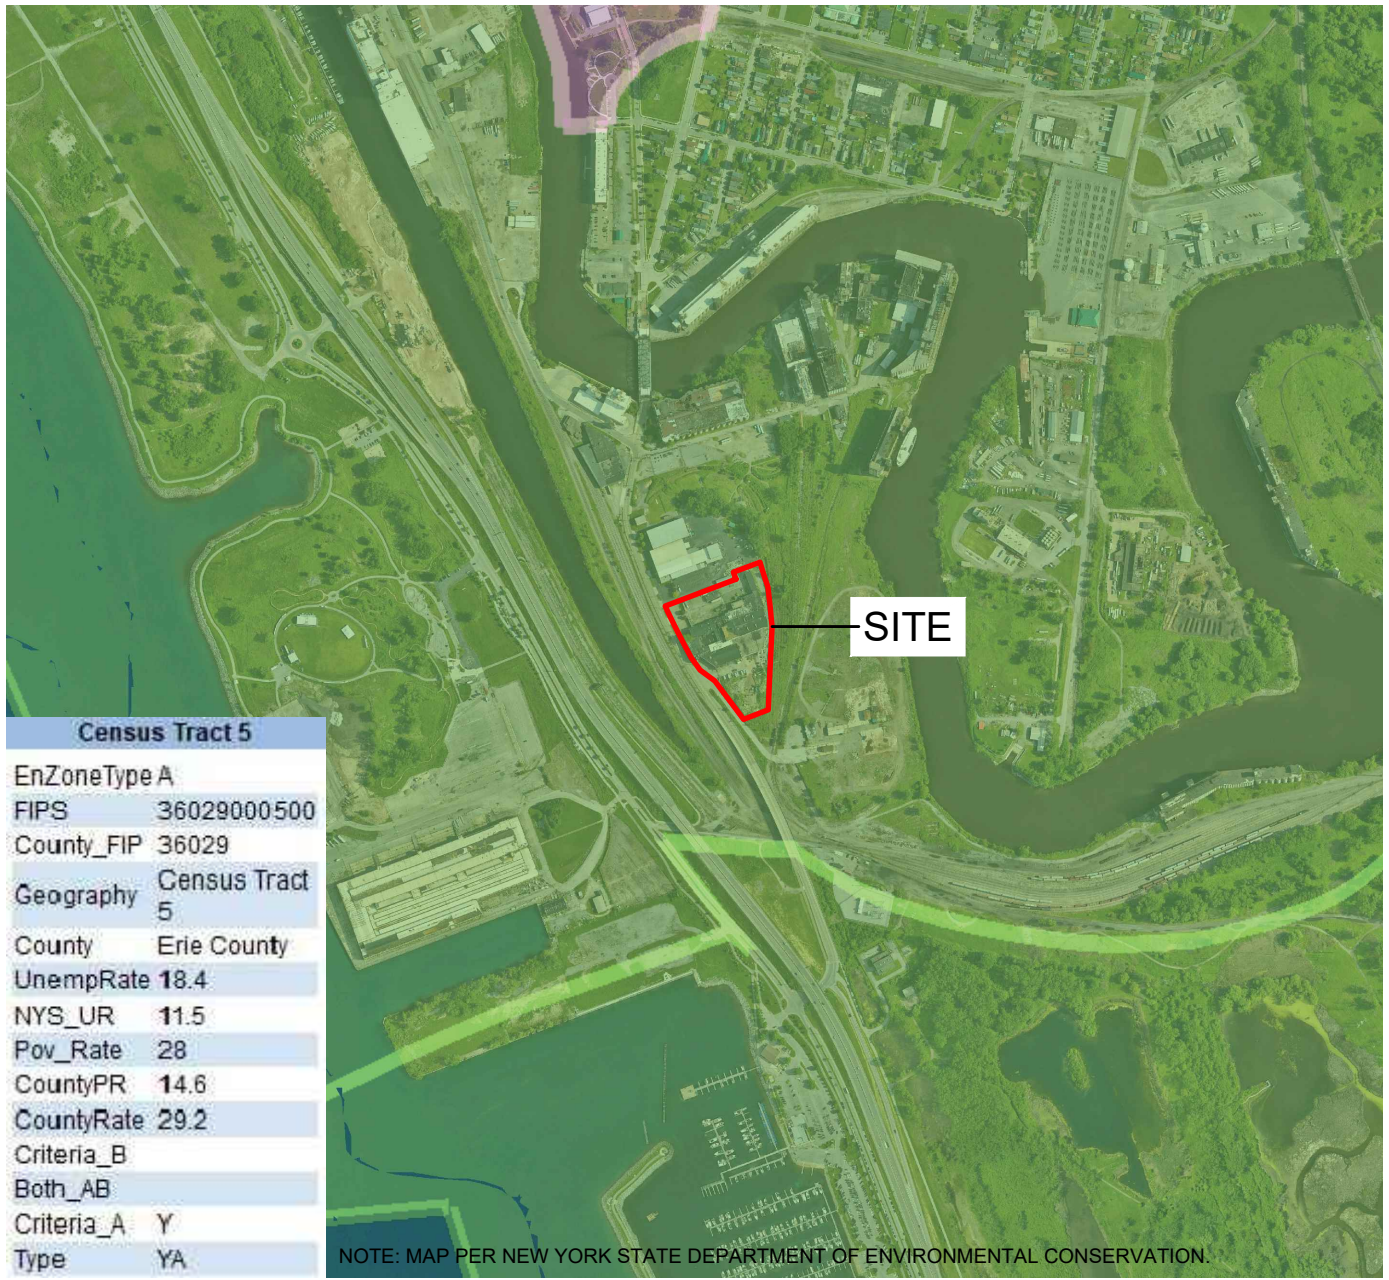 SITE
Census Tract 5
EnZoneType A
FIPS 36029000500
County_FIP 36029
Geography Census Tract
5
County Erie County
UnempRate 18.4
NYS_UR 11.5
Pov_Rate 28
CountyPR 14.6
CountyRate 29.2
Criteria_B
Both_AB
Criteria_A Y
Type YA
NOTE: MAP PER NEW YORK STATE DEPARTMENT OF ENVIRONMENTAL CONSERVATION.